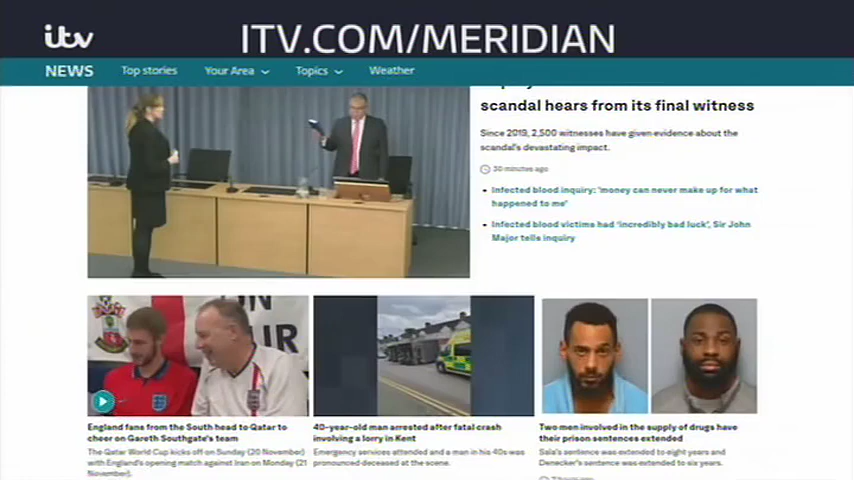 itv
ITV.COM/MERIDIAN
NEWS
Top stories
Your Area
Topics
Weather
scandal hears from its final witness
Since 2019, 2,500 witnesses have given evidence about the
scandal's devastating impact.
30 minutes ago
Infected blood inquiry: 'money can never make up for what
happened to me'
Infected blood victims had 'incredibly bad luck', Sir John
Major tells inquiry
England fans from the South head to Qatar to
cheer on Gareth Southgate's team
The Qatar World Cup kicks off on Sunday (20 November)
with England's opening match against Iran on Monday (21
November).
40-year-old man arrested after fatal crash
involving a lorry in Kent
Emergency services attended and a man in his 40s was
pronounced deceased at the scene.
Two men involved in the supply of drugs have
their prison sentences extended
Sala's sentence was extended to eight years and
Denecker's sentence was extended to six years.